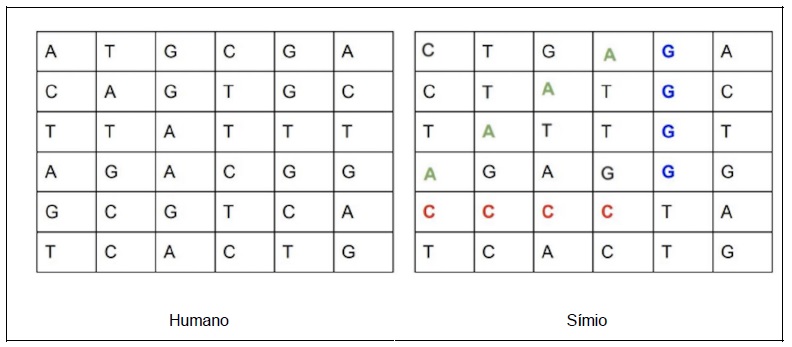 A T G C G A
C A G T G C
T T A T T T
A G A C G G
G C G T C A
T C A C T G
Humano
C T G A G A
C T A T G C
T A T T G T
A G A G G G
C C C C T A
T C A C T G
Símio